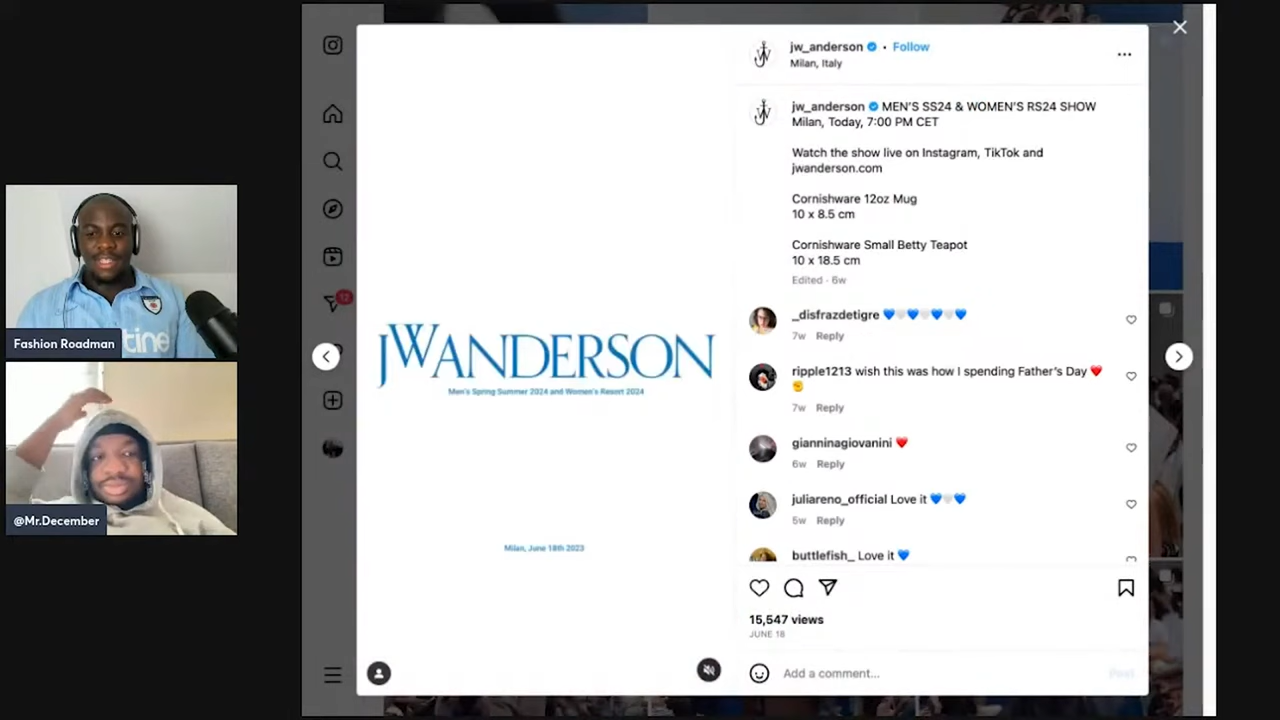 jw_anderson • Follow
Milan, Italy
jw_anderson MEN'S SS24 & WOMEN'S RS24 SHOW
Milan, Today, 7:00 PM CET
Watch the show live on Instagram, TikTok and
jwanderson.com
Cornishware 12oz Mug
10 x 8.5 cm
Cornishware Small Betty Teapot
10 x 18.5 cm
Edited · 6w
_disfrazdetigre 💙🤍💙🤍💙🤍💙
7w Reply
ripple1213 wish this was how I spending Father's Day ❤️
✊
7w Reply
gianninagiovanini ❤️
6w Reply
juliareno_official Love it 💙🤍💙
5w Reply
buttlefish_ Love it 💙
15,547 views
JUNE 18
Add a comment...
Post
12
JWANDERSON
Men's Spring Summer 2024 and Women's Resort 2024
Milan, June 18th 2023
tine
Fashion Roadman
@Mr.December